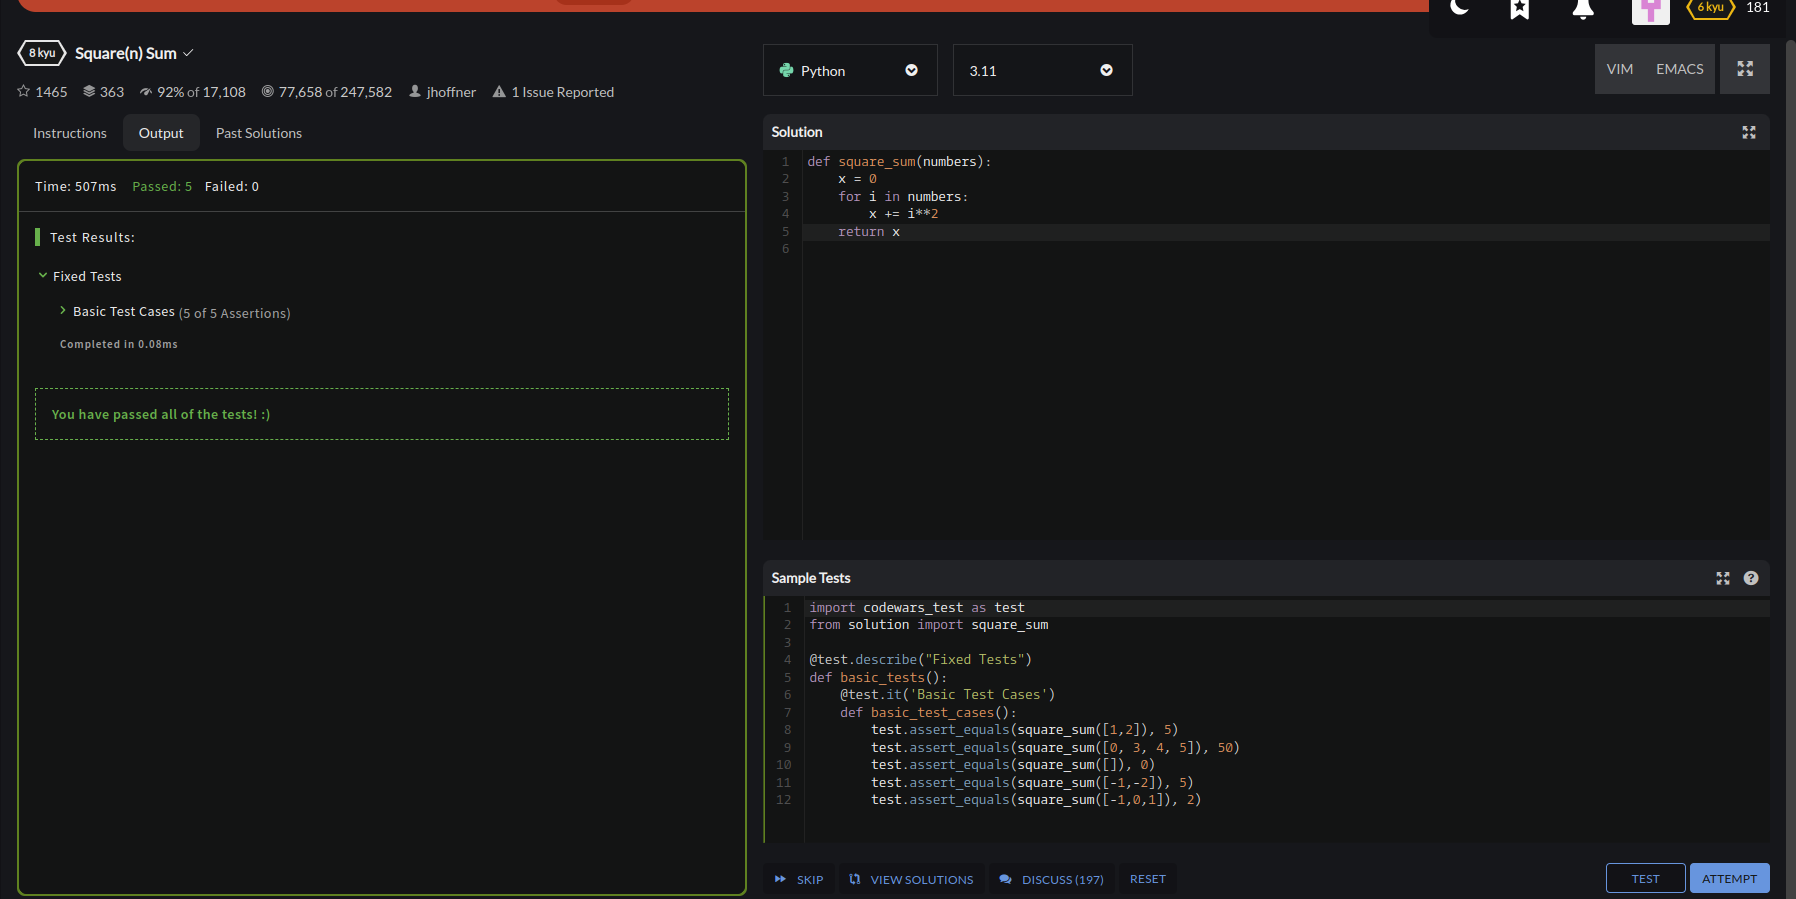 6 kyu 181
8 kyu Square(n) Sum
1465 363 92% of 17,108 77,658 of 247,582 jhoffner 1 Issue Reported
Instructions Output Past Solutions
Time: 507ms Passed: 5 Failed: 0
Test Results:
Fixed Tests
Basic Test Cases (5 of 5 Assertions)
Completed in 0.08ms
You have passed all of the tests! :)
Python 3.11 VIM EMACS
Solution
1 def square_sum(numbers):
2     x = 0
3     for i in numbers:
4         x += i**2
5     return x
6
Sample Tests
1 import codewars_test as test
2 from solution import square_sum
3
4 @test.describe("Fixed Tests")
5 def basic_tests():
6     @test.it('Basic Test Cases')
7     def basic_test_cases():
8         test.assert_equals(square_sum([1,2]), 5)
9         test.assert_equals(square_sum([0, 3, 4, 5]), 50)
10         test.assert_equals(square_sum([]), 0)
11         test.assert_equals(square_sum([-1,-2]), 5)
12         test.assert_equals(square_sum([-1,0,1]), 2)
SKIP VIEW SOLUTIONS DISCUSS (197) RESET TEST ATTEMPT